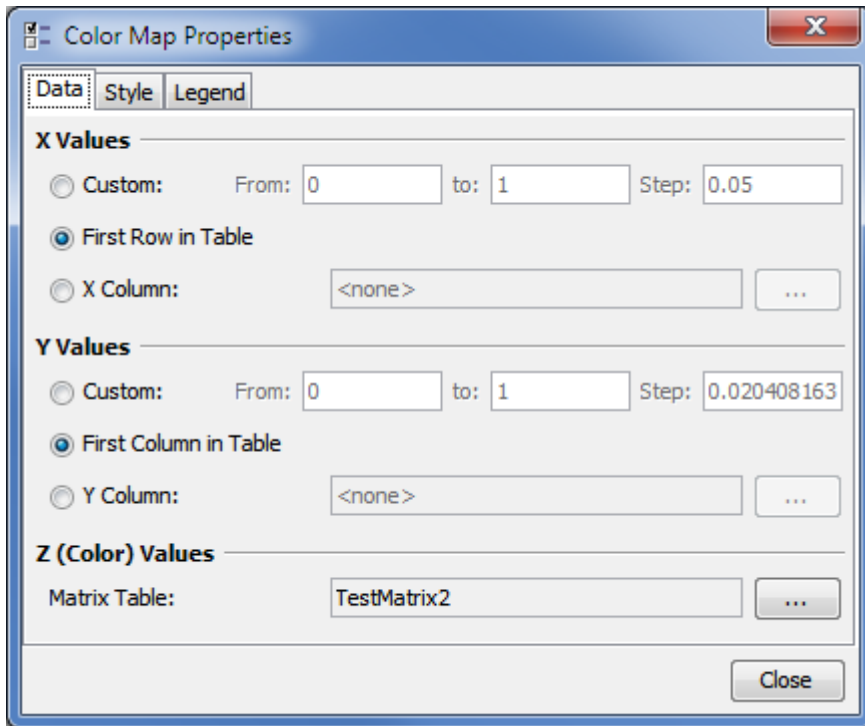 Color Map Properties
Data Style Legend
X Values
Custom: From: 0 to: 1 Step: 0.05
First Row in Table
X Column: <none> ...
Y Values
Custom: From: 0 to: 1 Step: 0.020408163
First Column in Table
Y Column: <none> ...
Z (Color) Values
Matrix Table: TestMatrix2 ...
Close